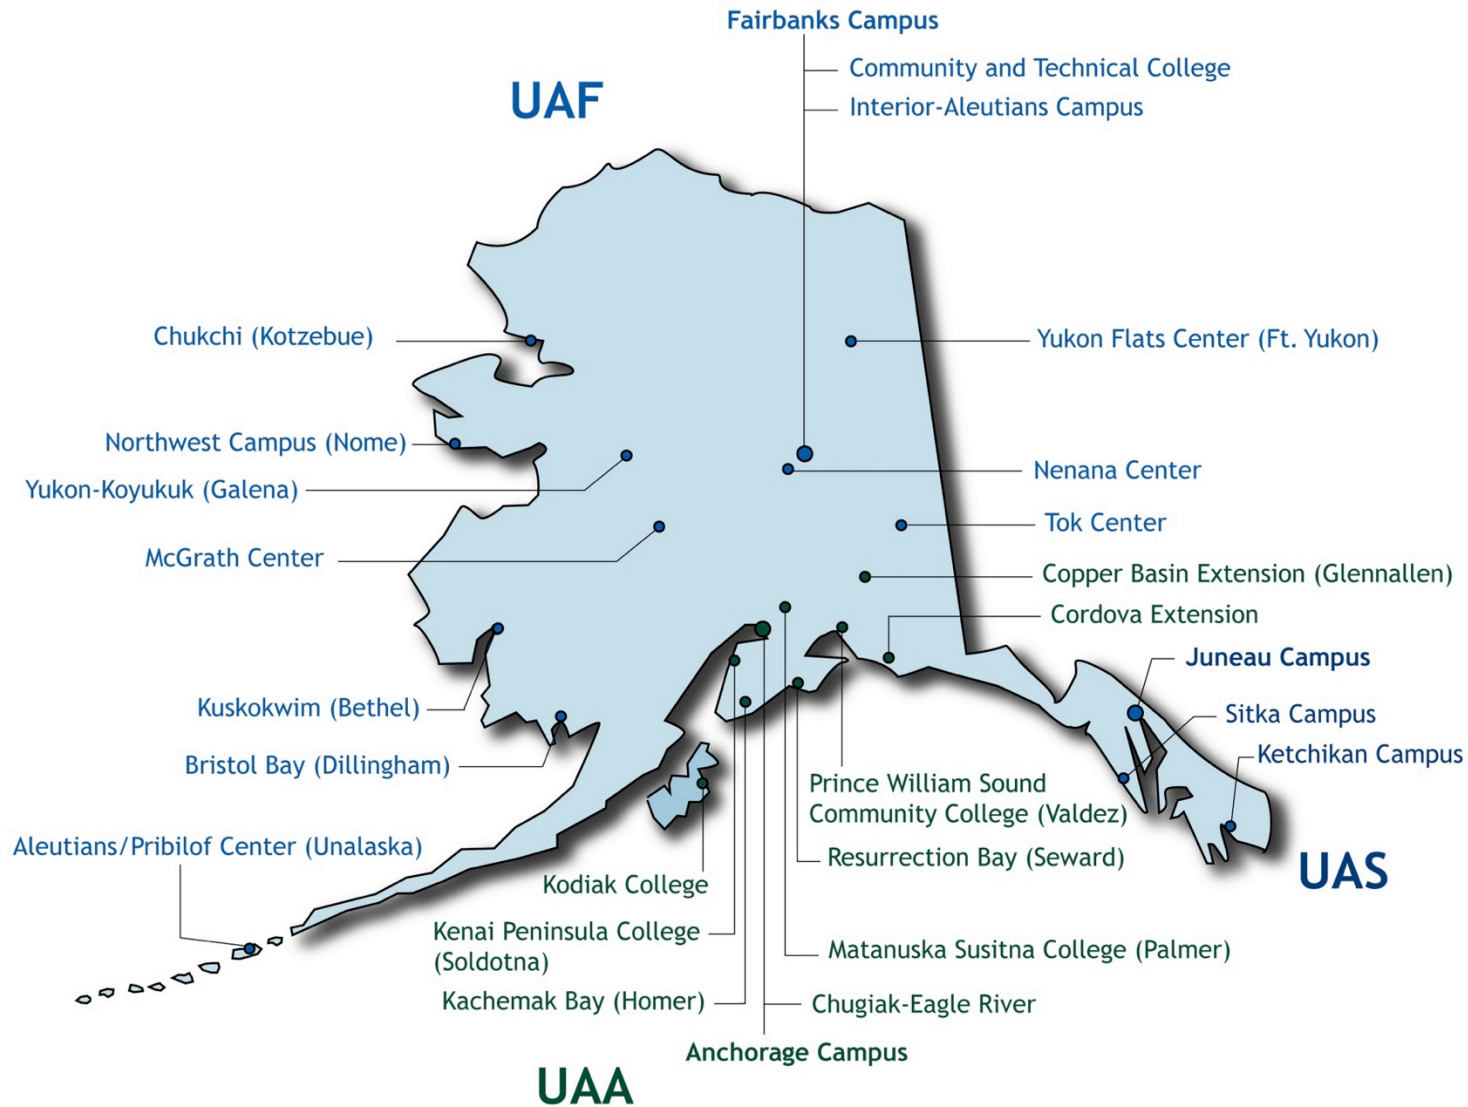 Fairbanks Campus
Community and Technical College
UAF
Interior-Aleutians Campus
Chukchi (Kotzebue)
Yukon Flats Center (Ft. Yukon)
Northwest Campus (Nome)
Nenana Center
Yukon-Koyukuk (Galena)
Tok Center
McGrath Center
Copper Basin Extension (Glennallen)
Cordova Extension
Juneau Campus
Kuskokwim (Bethel)
Sitka Campus
Ketchikan Campus
Bristol Bay (Dillingham)
Prince William Sound
Community College (Valdez)
Aleutians/Pribilof Center (Unalaska)
Resurrection Bay (Seward)
UAS
Kodiak College
Kenai Peninsula College
(Soldotna)
Matanuska Susitna College (Palmer)
Kachemak Bay (Homer)
Chugiak-Eagle River
Anchorage Campus
UAA